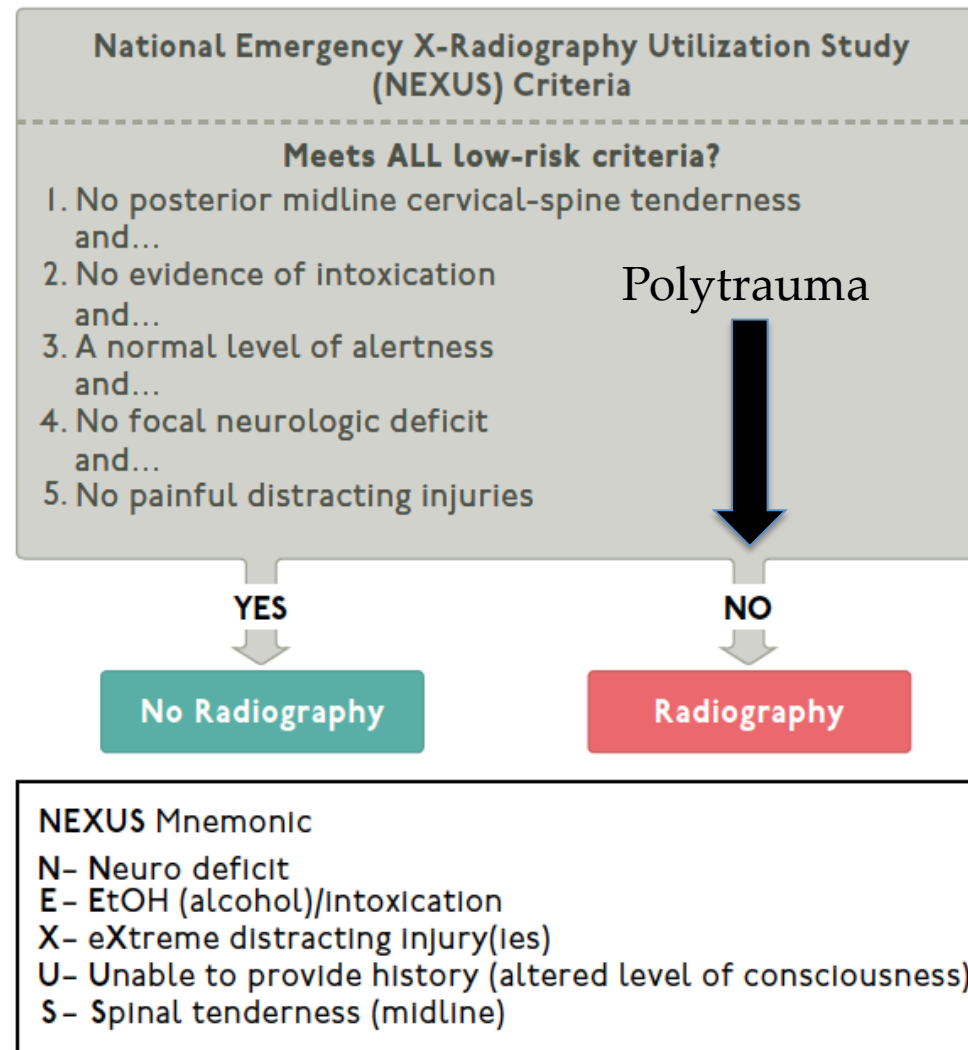 National Emergency X-Radiography Utilization Study
(NEXUS) Criteria
Meets ALL low-risk criteria?
1. No posterior midline cervical-spine tenderness
and...
2. No evidence of intoxication
and...
3. A normal level of alertness
and...
4. No focal neurologic deficit
and...
5. No painful distracting injuries
Polytrauma
YES
NO
No Radiography
Radiography
NEXUS Mnemonic
N– Neuro deficit
E– EtOH (alcohol)/intoxication
X– eXtreme distracting injury(ies)
U– Unable to provide history (altered level of consciousness)
S– Spinal tenderness (midline)